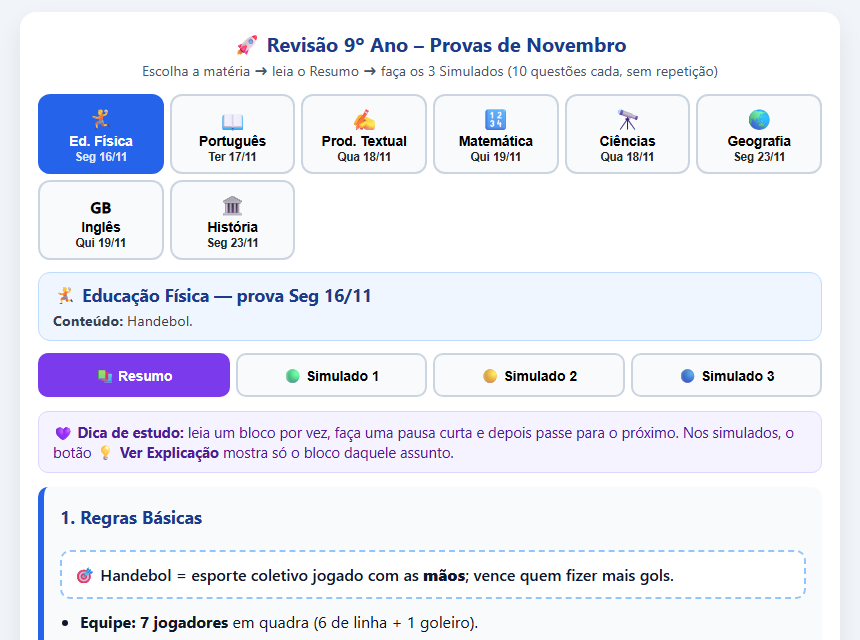 🚀 Revisão 9º Ano – Provas de Novembro
Escolha a matéria → leia o Resumo → faça os 3 Simulados (10 questões cada, sem repetição)
Ed. Física
Seg 16/11
Português
Ter 17/11
Prod. Textual
Qua 18/11
Matemática
Qui 19/11
Ciências
Qua 18/11
Geografia
Seg 23/11
GB
Inglês
Qui 19/11
História
Seg 23/11
Educação Física — prova Seg 16/11
Conteúdo: Handebol.
Resumo
Simulado 1
Simulado 2
Simulado 3
💜 Dica de estudo: leia um bloco por vez, faça uma pausa curta e depois passe para o próximo. Nos simulados, o
botão 💡 Ver Explicação mostra só o bloco daquele assunto.
1. Regras Básicas
🎯 Handebol = esporte coletivo jogado com as mãos; vence quem fizer mais gols.
• Equipe: 7 jogadores em quadra (6 de linha + 1 goleiro).